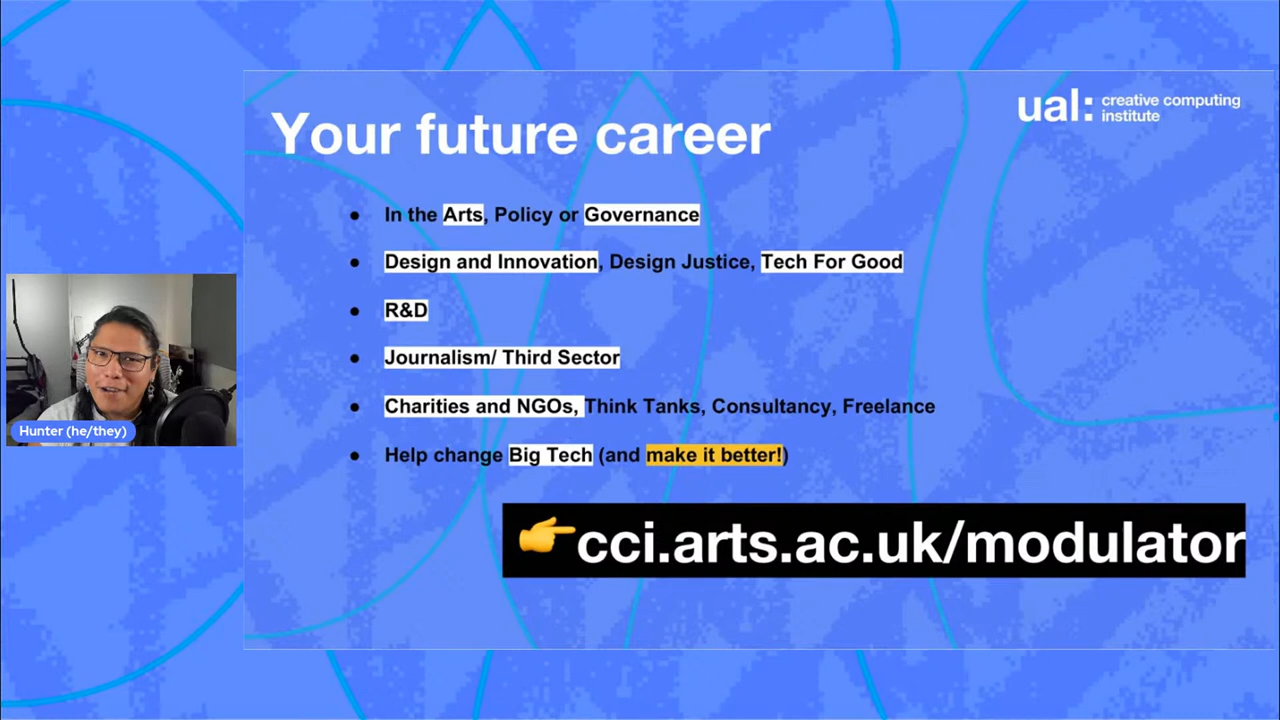 Your future career
ual: creative computing
institute
● In the Arts, Policy or Governance
● Design and Innovation, Design Justice, Tech For Good
● R&D
● Journalism/ Third Sector
● Charities and NGOs, Think Tanks, Consultancy, Freelance
● Help change Big Tech (and make it better!)
Hunter (he/they)
👉cci.arts.ac.uk/modulator